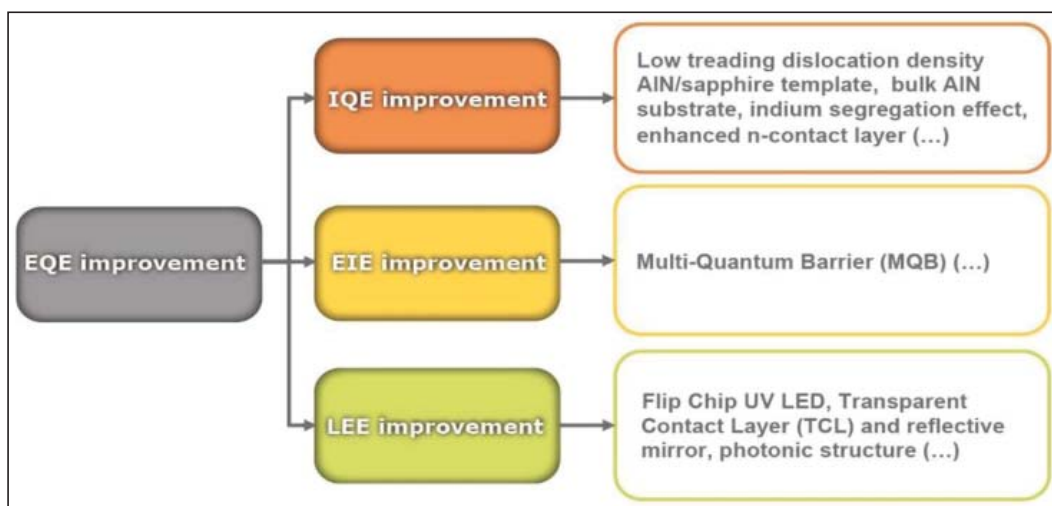 EQE improvement
IQE improvement
Low treading dislocation density
AlN/sapphire template, bulk AlN
substrate, indium segregation effect,
enhanced n-contact layer (...)
EIE improvement
Multi-Quantum Barrier (MQB) (...)
LEE improvement
Flip Chip UV LED, Transparent
Contact Layer (TCL) and reflective
mirror, photonic structure (...)